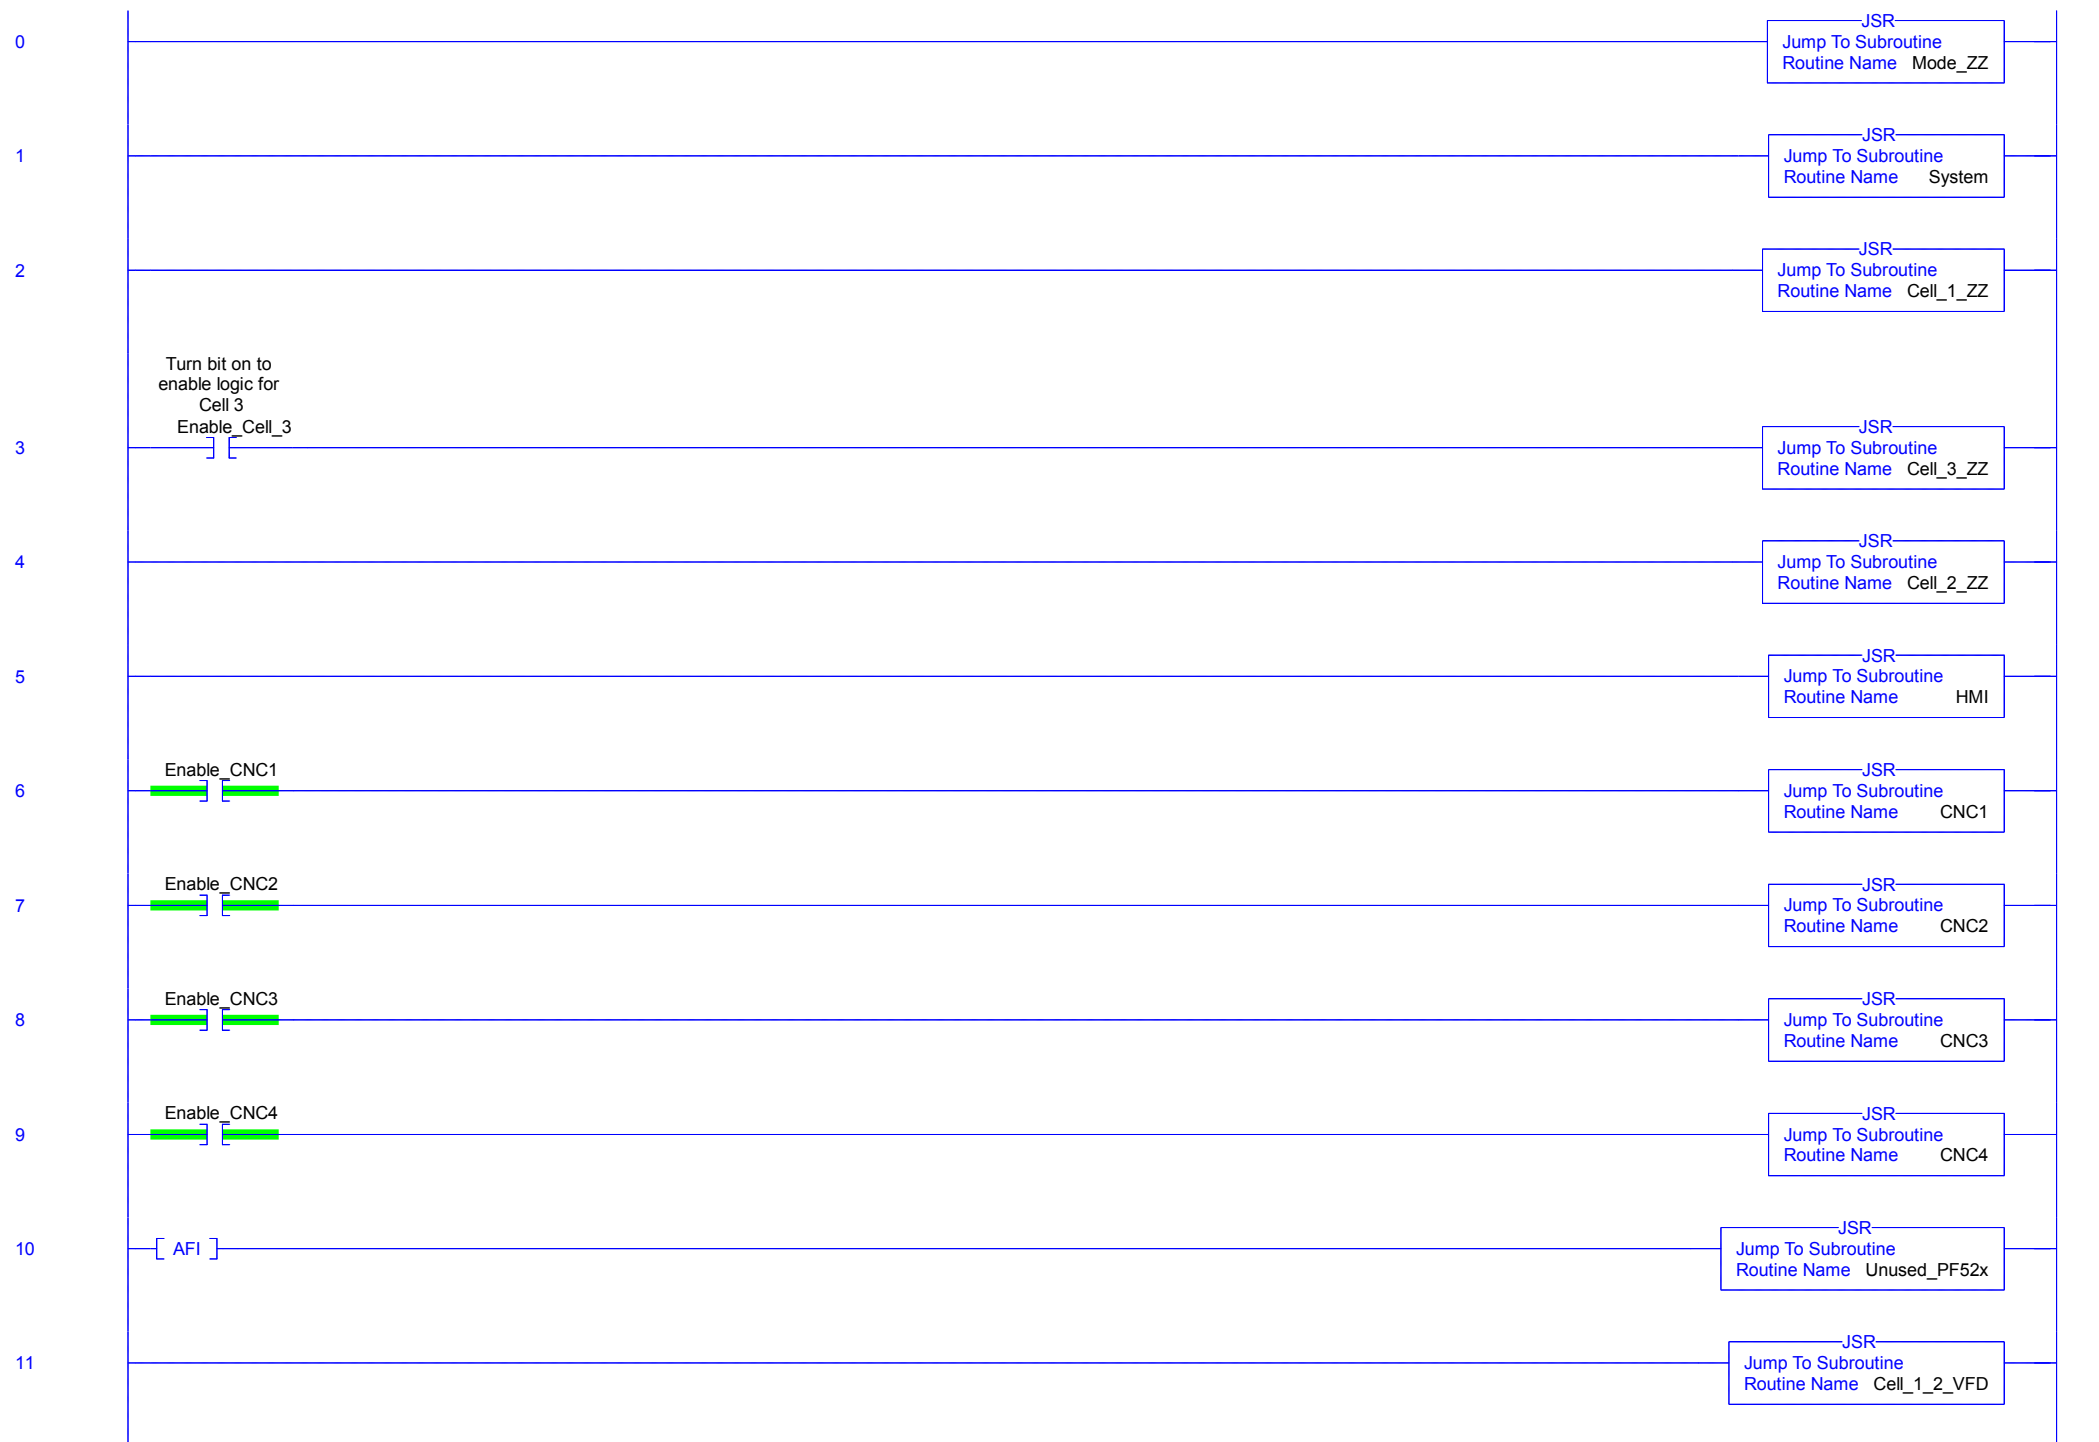 JSR
0
Jump To Subroutine
Routine Name Mode_ZZ
JSR
1
Jump To Subroutine
Routine Name System
JSR
2
Jump To Subroutine
Routine Name Cell_1_ZZ
Turn bit on to
enable logic for
Cell 3
Enable_Cell_3
JSR
3
Jump To Subroutine
Routine Name Cell_3_ZZ
JSR
4
Jump To Subroutine
Routine Name Cell_2_ZZ
JSR
5
Jump To Subroutine
Routine Name HMI
Enable_CNC1
JSR
6
Jump To Subroutine
Routine Name CNC1
Enable_CNC2
JSR
7
Jump To Subroutine
Routine Name CNC2
Enable_CNC3
JSR
8
Jump To Subroutine
Routine Name CNC3
Enable_CNC4
JSR
9
Jump To Subroutine
Routine Name CNC4
JSR
10
AFI
Jump To Subroutine
Routine Name Unused_PF52x
JSR
11
Jump To Subroutine
Routine Name Cell_1_2_VFD